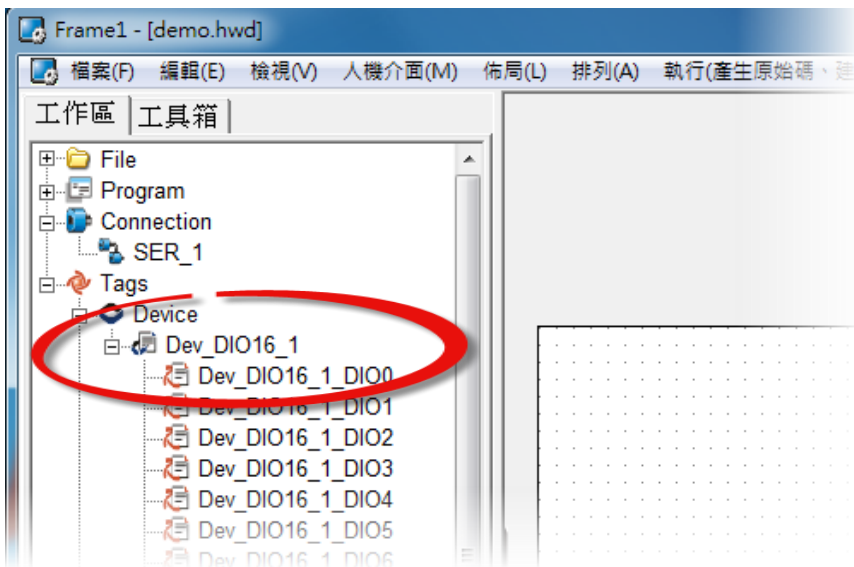 Frame1 - [demo.hwd]
檔案(F) 編輯(E) 檢視(V) 人機介面(M) 佈局(L) 排列(A) 執行(產生原始碼、建
工作區 工具箱
File
Program
Connection
SER_1
Tags
Device
Dev_DIO16_1
Dev_DIO16_1_DIO0
Dev_DIO16_1_DIO1
Dev_DIO16_1_DIO2
Dev_DIO16_1_DIO3
Dev_DIO16_1_DIO4
Dev_DIO16_1_DIO5
Dev_DIO16_1_DIO6